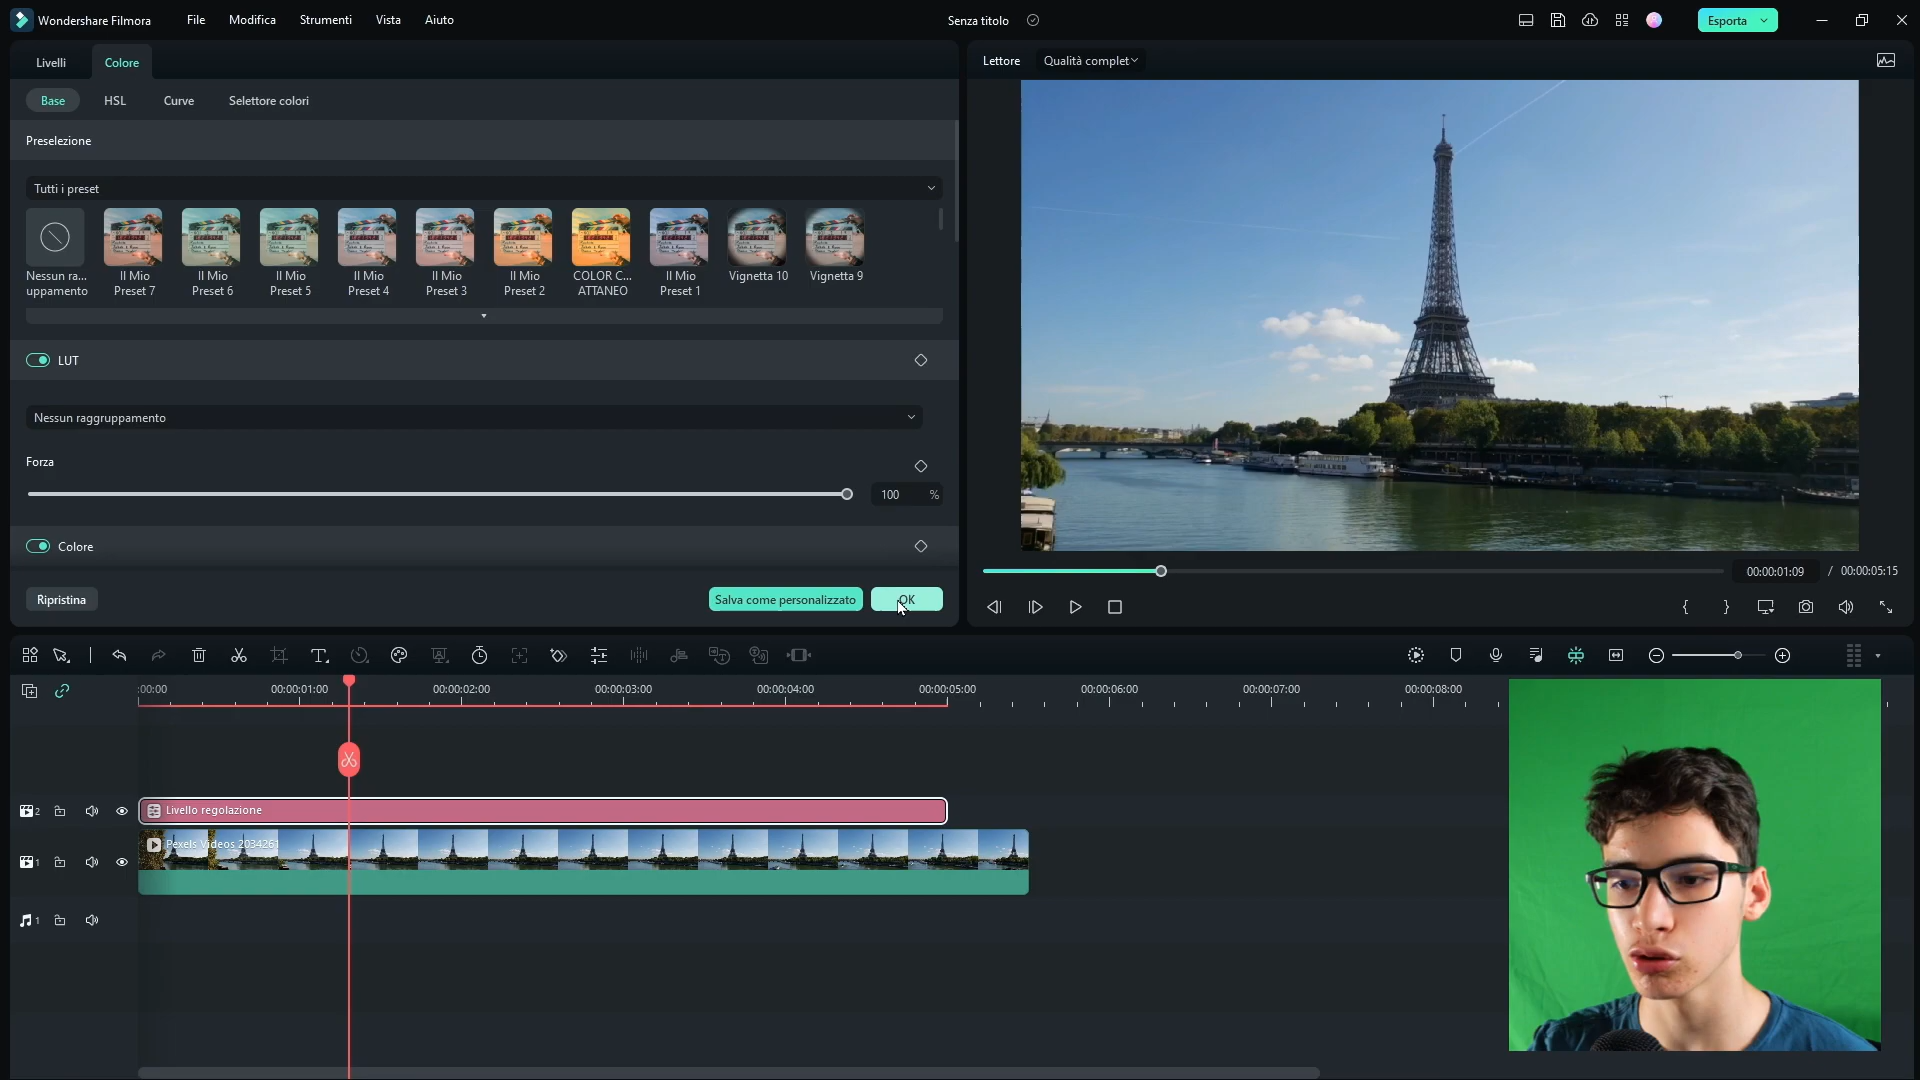 Wondershare Filmora
File
Modifica
Strumenti
Vista
Aiuto
Senza titolo
Esporta
Livelli
Colore
Base
HSL
Curve
Selettore colori
Preselezione
Tutti i preset
Nessun ra...
uppamento
Il Mio
Preset 7
Il Mio
Preset 6
Il Mio
Preset 5
Il Mio
Preset 4
Il Mio
Preset 3
Il Mio
Preset 2
COLOR C...
ATTANEO
Il Mio
Preset 1
Vignetta 10
Vignetta 9
LUT
Nessun raggruppamento
Forza
100 %
Colore
Ripristina
Salva come personalizzato
OK
Lettore
Qualità complet
00:00:01:09 / 00:00:05:15
:00:00
00:00:01:00
00:00:02:00
00:00:03:00
00:00:04:00
00:00:05:00
00:00:06:00
00:00:07:00
00:00:08:00
2
Livello regolazione
1
Pexels Videos 2034261
1